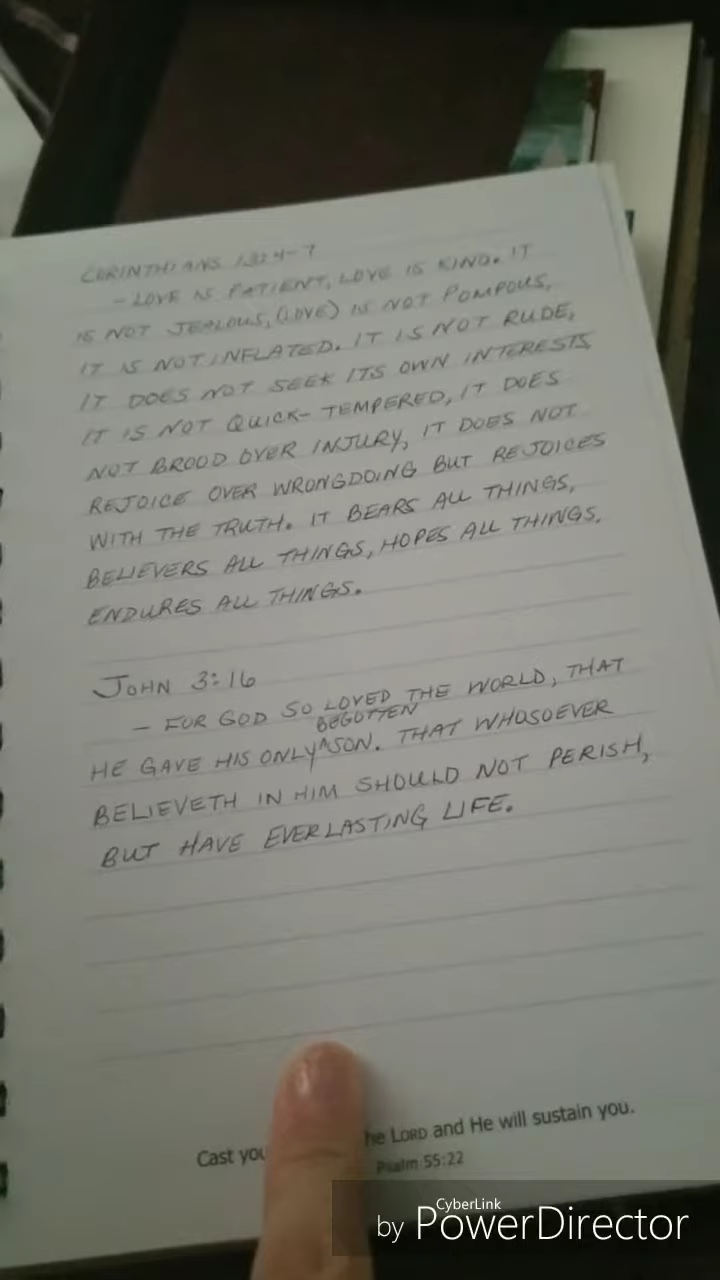 CORINTHIANS 13:4-7
- LOVE IS PATIENT, LOVE IS KIND. IT
IS NOT JEALOUS, (LOVE) IS NOT POMPOUS,
IT IS NOT INFLATED. IT IS NOT RUDE,
IT DOES NOT SEEK ITS OWN INTERESTS
IT IS NOT QUICK-TEMPERED, IT DOES
NOT BROOD OVER INJURY, IT DOES NOT
REJOICE OVER WRONGDOING BUT REJOICES
WITH THE TRUTH. IT BEARS ALL THINGS,
BELIEVERS ALL THINGS, HOPES ALL THINGS,
ENDURES ALL THINGS.
JOHN 3:16
- FOR GOD SO LOVED THE WORLD, THAT
BEGOTTEN
HE GAVE HIS ONLY^SON. THAT WHOSOEVER
BELIEVETH IN HIM SHOULD NOT PERISH,
BUT HAVE EVERLASTING LIFE.
Cast you he LORD and He will sustain you.
Psalm 55:22
CyberLink
by PowerDirector